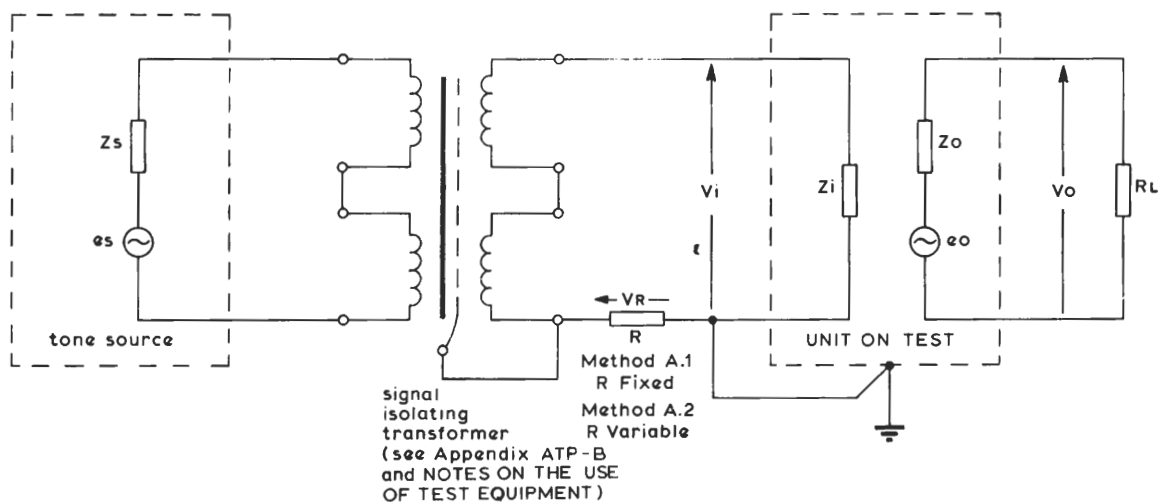 Zs
es
tone source
signal
isolating
transformer
(see Appendix ATP-B
and NOTES ON THE USE
OF TEST EQUIPMENT)
VR
R
Method A.1
R Fixed
Method A.2
R Variable
Vi
Zi
Zo
eo
UNIT ON TEST
Vo
RL